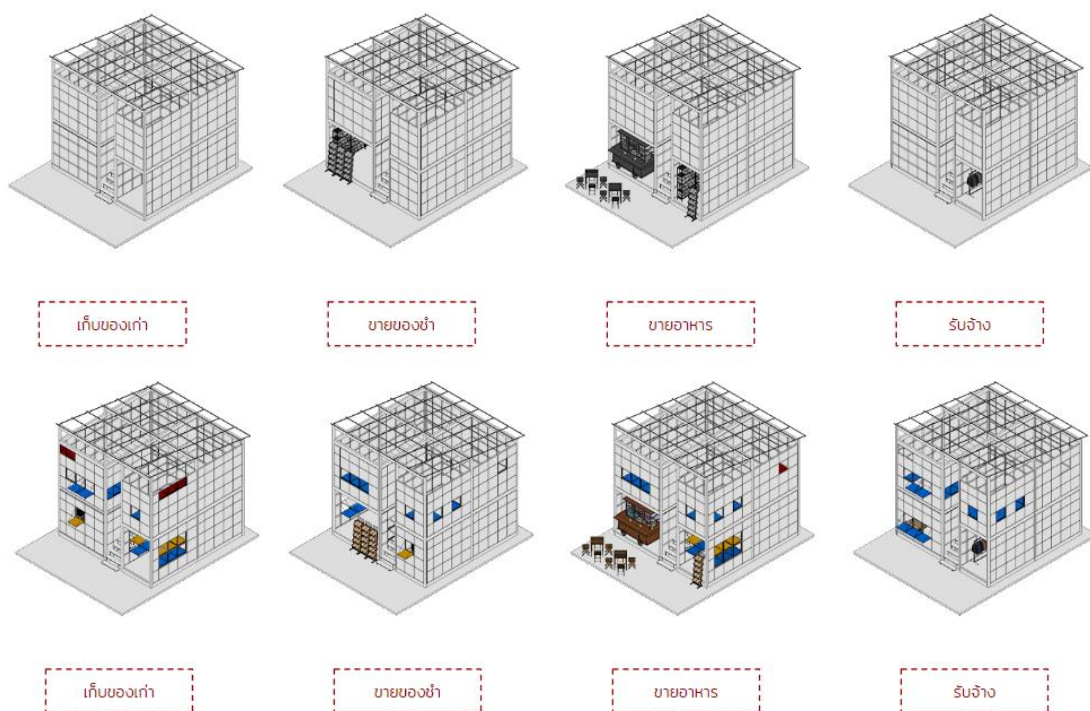 เก็บของเก่า
ขายของชำ
ขายอาหาร
รับจ้าง
เก็บของเก่า
ขายของชำ
ขายอาหาร
รับจ้าง